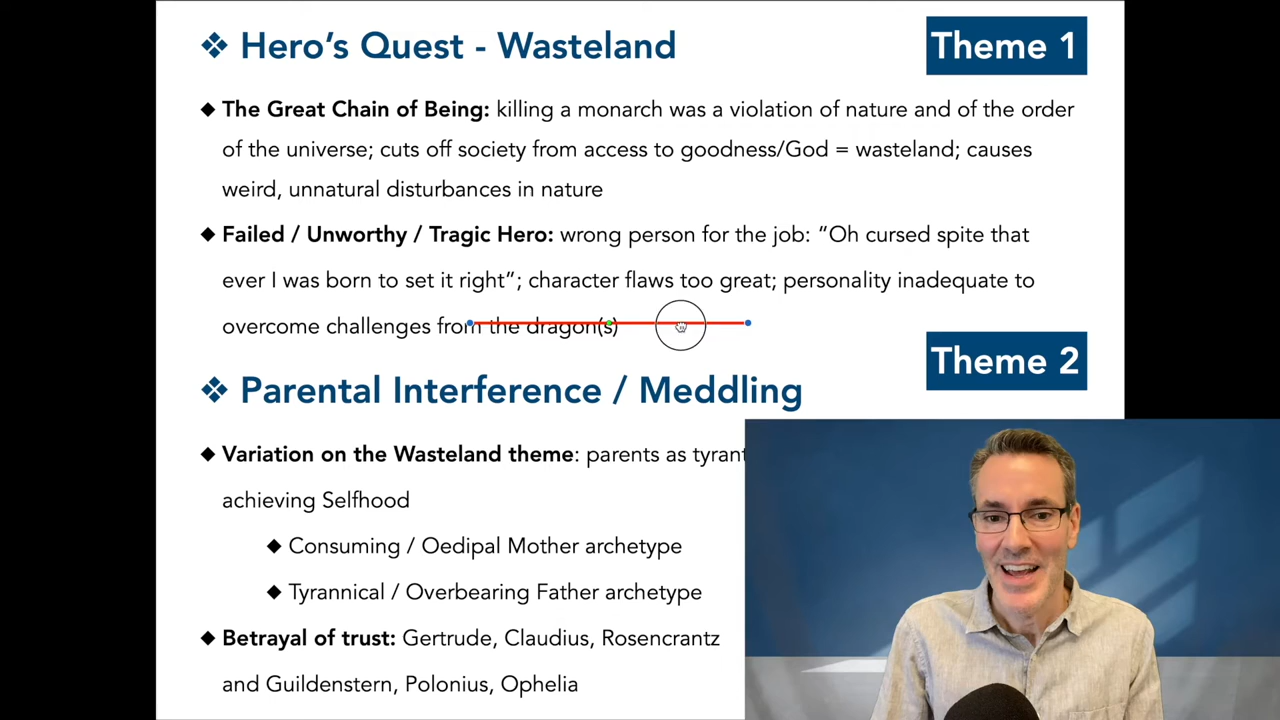 ❖ Hero's Quest - Wasteland
Theme 1
◆ The Great Chain of Being: killing a monarch was a violation of nature and of the order
of the universe; cuts off society from access to goodness/God = wasteland; causes
weird, unnatural disturbances in nature
◆ Failed / Unworthy / Tragic Hero: wrong person for the job: “Oh cursed spite that
ever I was born to set it right”; character flaws too great; personality inadequate to
overcome challenges from the dragon(s)
Theme 2
❖ Parental Interference / Meddling
◆ Variation on the Wasteland theme: parents as tyrant
achieving Selfhood
◆ Consuming / Oedipal Mother archetype
◆ Tyrannical / Overbearing Father archetype
◆ Betrayal of trust: Gertrude, Claudius, Rosencrantz
and Guildenstern, Polonius, Ophelia